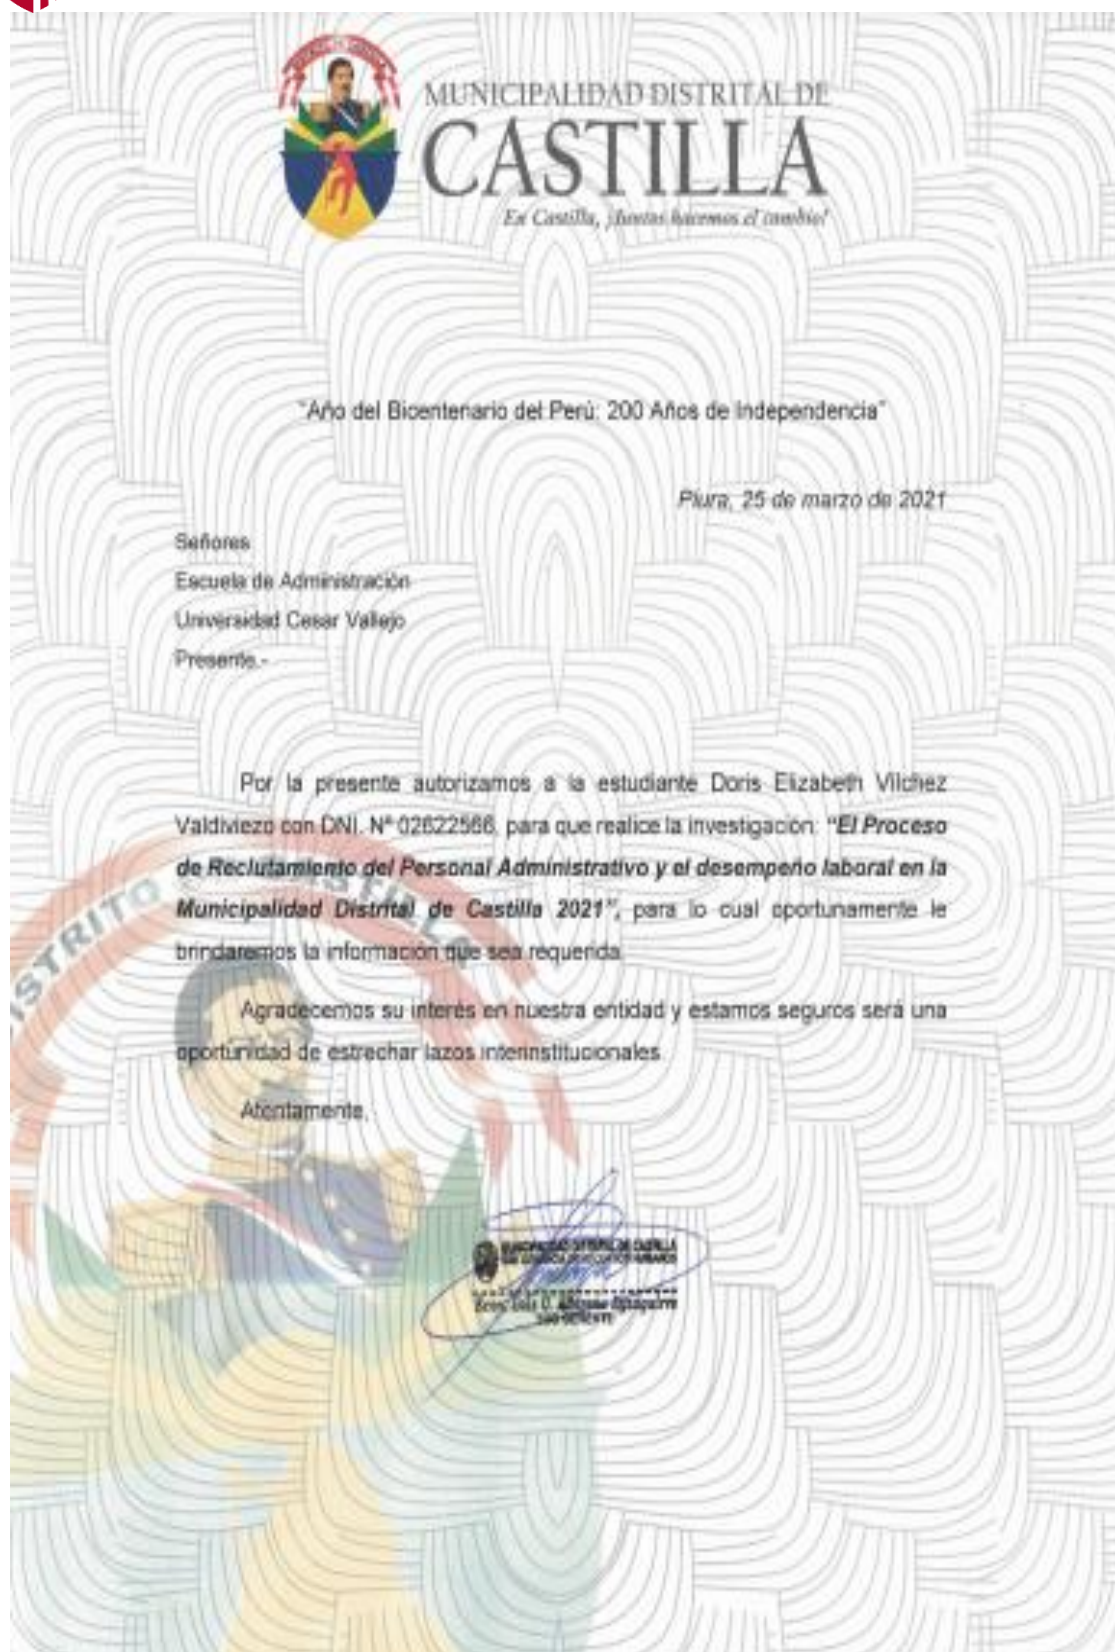 MUNICIPALIDAD DISTRITAL DE
CASTILLA
En Castilla, ¡Juntos hacemos el cambio!
"Año del Bicentenario del Perú: 200 Años de Independencia"
Piura, 25 de marzo de 2021
Señores
Escuela de Administración
Universidad Cesar Vallejo
Presente.-
Por la presente autorizamos a la estudiante Doris Elizabeth Vilchez
Valdiviezo con DNI. Nº 02622566, para que realice la investigación: "El Proceso
de Reclutamiento del Personal Administrativo y el desempeño laboral en la
Municipalidad Distrital de Castilla 2021", para lo cual oportunamente le
brindaremos la información que sea requerida.
Agradecemos su interés en nuestra entidad y estamos seguros será una
oportunidad de estrechar lazos interinstitucionales.
Atentamente,
MUNICIPALIDAD DISTRITAL DE CASTILLA
SUB GERENTE